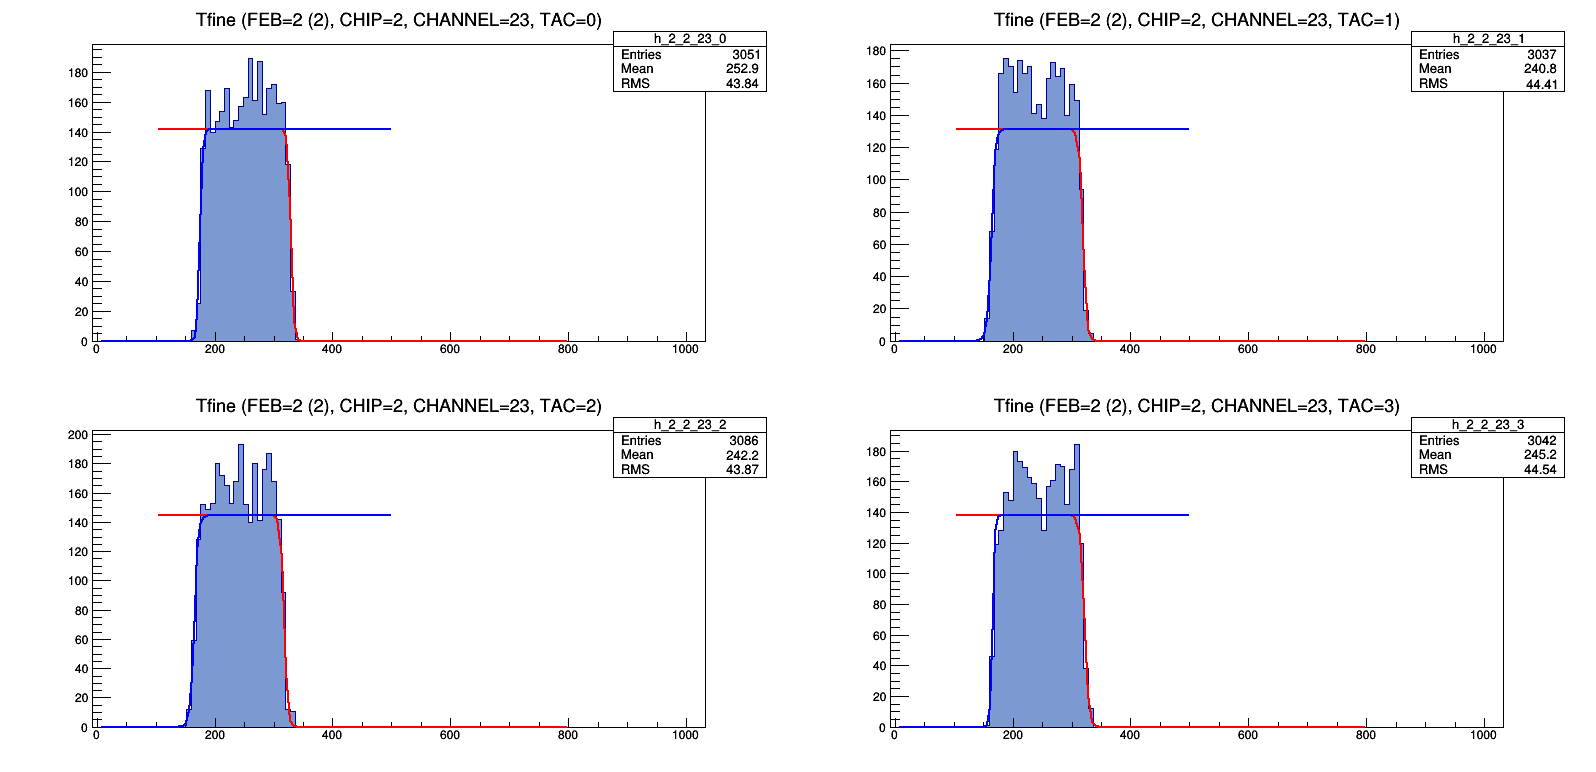 Tfine (FEB=2 (2), CHIP=2, CHANNEL=23, TAC=0)
h_2_2_23_0
Entries 3051
Mean 252.9
RMS 43.84
180
160
140
120
100
80
60
40
20
0
0 200 400 600 800 1000
Tfine (FEB=2 (2), CHIP=2, CHANNEL=23, TAC=1)
h_2_2_23_1
Entries 3037
Mean 240.8
RMS 44.41
180
160
140
120
100
80
60
40
20
0
0 200 400 600 800 1000
Tfine (FEB=2 (2), CHIP=2, CHANNEL=23, TAC=2)
h_2_2_23_2
Entries 3086
Mean 242.2
RMS 43.87
200
180
160
140
120
100
80
60
40
20
0
0 200 400 600 800 1000
Tfine (FEB=2 (2), CHIP=2, CHANNEL=23, TAC=3)
h_2_2_23_3
Entries 3042
Mean 245.2
RMS 44.54
180
160
140
120
100
80
60
40
20
0
0 200 400 600 800 1000